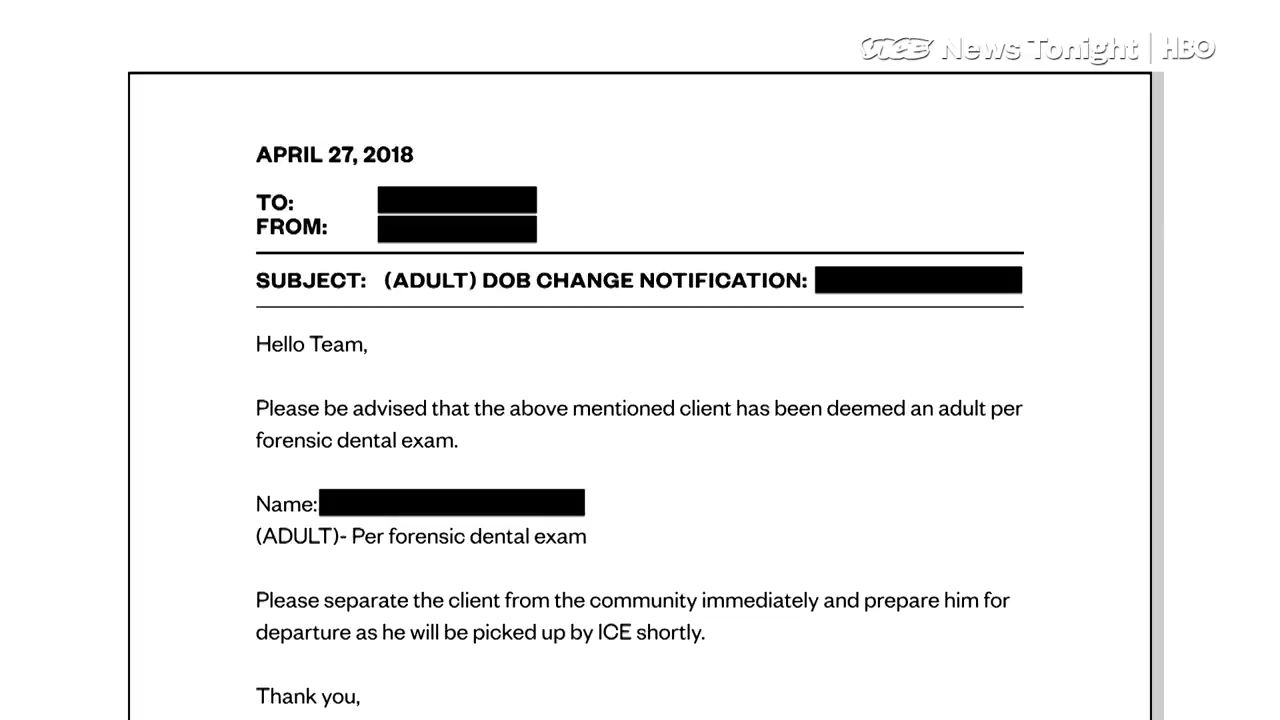 VICE News Tonight | HBO
APRIL 27, 2018
TO:
FROM:
SUBJECT: (ADULT) DOB CHANGE NOTIFICATION:
Hello Team,
Please be advised that the above mentioned client has been deemed an adult per
forensic dental exam.
Name:
(ADULT)- Per forensic dental exam
Please separate the client from the community immediately and prepare him for
departure as he will be picked up by ICE shortly.
Thank you,